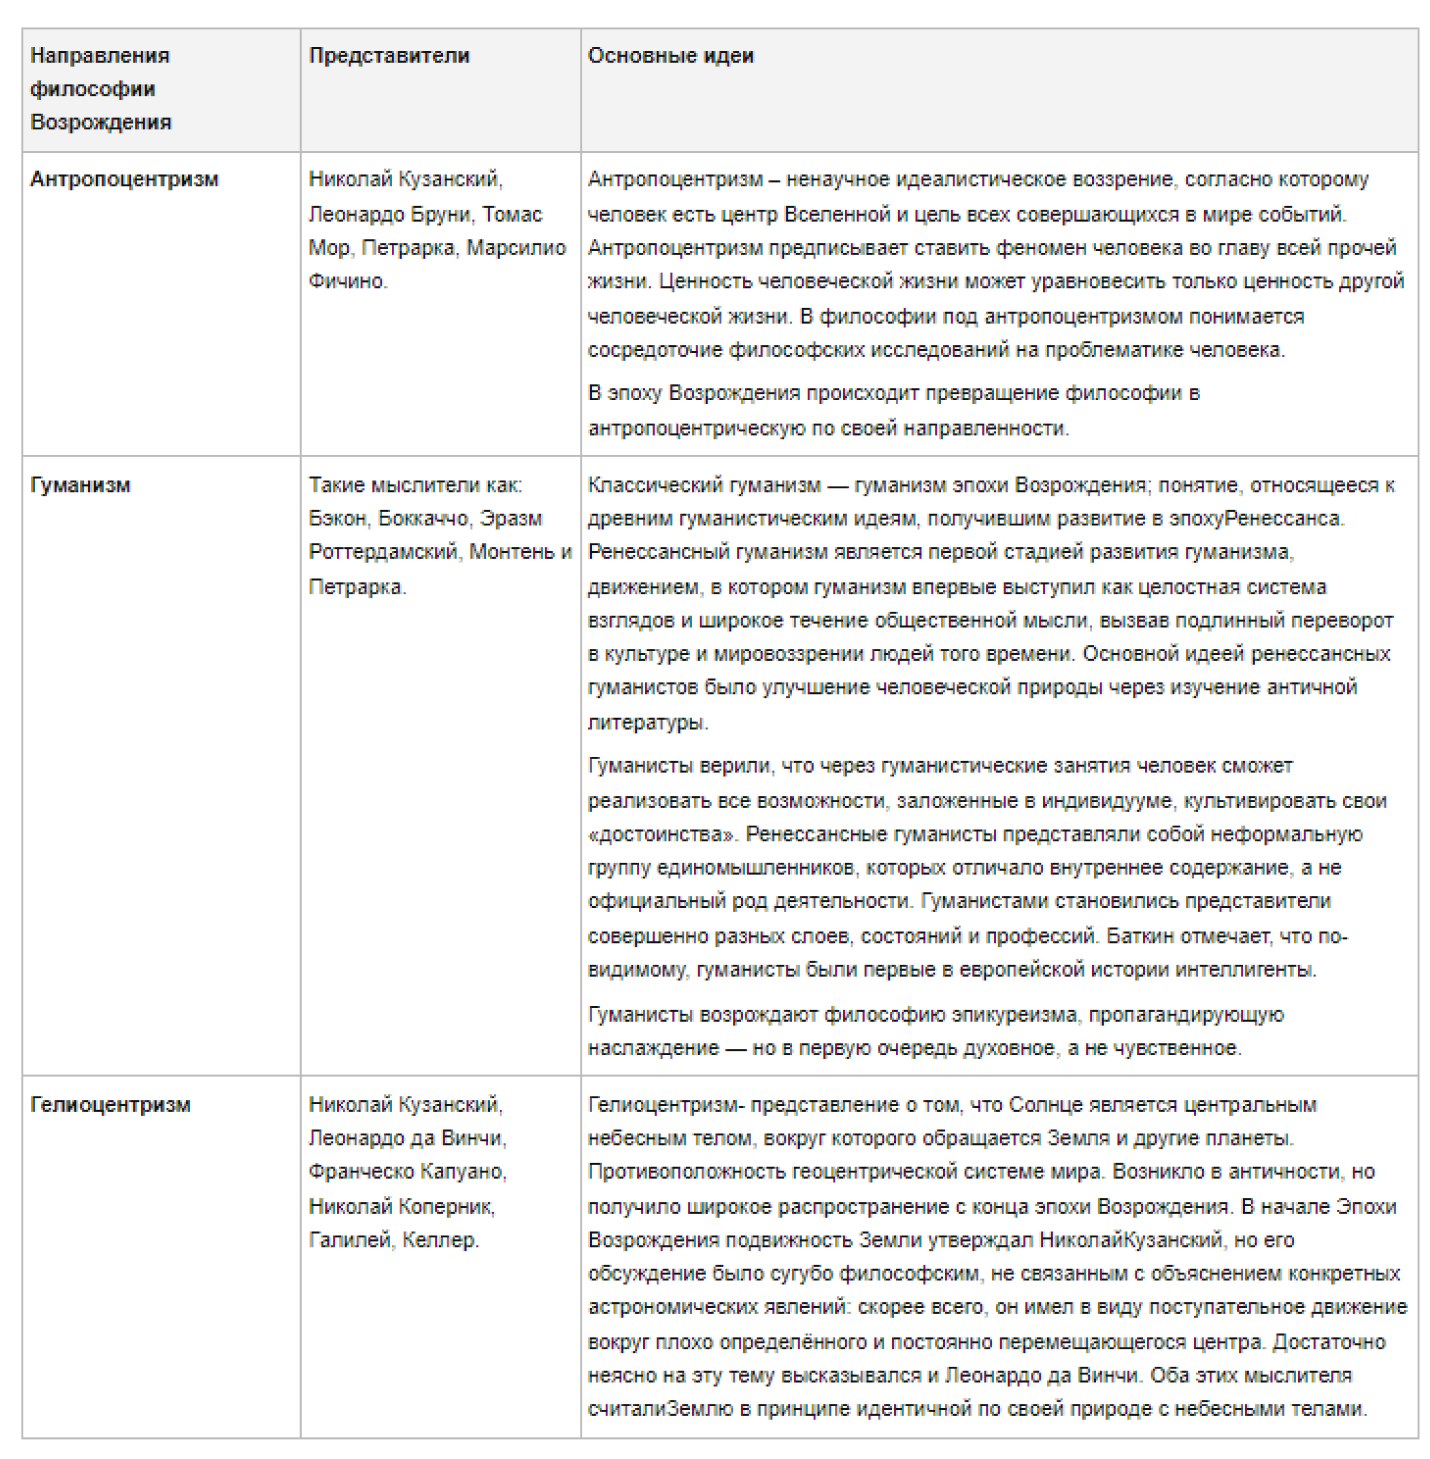 Направления
философии
Возрождения
Представители
Основные идеи
Антропоцентризм
Николай Кузанский,
Леонардо Бруни, Томас
Мор, Петрарка, Марсилио
Фичино.
Антропоцентризм – ненаучное идеалистическое воззрение, согласно которому
человек есть центр Вселенной и цель всех совершающихся в мире событий.
Антропоцентризм предписывает ставить феномен человека во главу всей прочей
жизни. Ценность человеческой жизни может уравновесить только ценность другой
человеческой жизни. В философии под антропоцентризмом понимается
сосредоточие философских исследований на проблематике человека.
В эпоху Возрождения происходит превращение философии в
антропоцентрическую по своей направленности.
Гуманизм
Такие мыслители как:
Бэкон, Боккаччо, Эразм
Роттердамский, Монтень и
Петрарка.
Классический гуманизм — гуманизм эпохи Возрождения; понятие, относящееся к
древним гуманистическим идеям, получившим развитие в эпохуРенессанса.
Ренессансный гуманизм является первой стадией развития гуманизма,
движением, в котором гуманизм впервые выступил как целостная система
взглядов и широкое течение общественной мысли, вызвав подлинный переворот
в культуре и мировоззрении людей того времени. Основной идеей ренессансных
гуманистов было улучшение человеческой природы через изучение античной
литературы.
Гуманисты верили, что через гуманистические занятия человек сможет
реализовать все возможности, заложенные в индивидууме, культивировать свои
«достоинства». Ренессансные гуманисты представляли собой неформальную
группу единомышленников, которых отличало внутреннее содержание, а не
официальный род деятельности. Гуманистами становились представители
совершенно разных слоев, состояний и профессий. Баткин отмечает, что по-
видимому, гуманисты были первые в европейской истории интеллигенты.
Гуманисты возрождают философию эпикуреизма, пропагандирующую
наслаждение — но в первую очередь духовное, а не чувственное.
Гелиоцентризм
Николай Кузанский,
Леонардо да Винчи,
Франческо Капуано,
Николай Коперник,
Галилей, Келлер.
Гелиоцентризм- представление о том, что Солнце является центральным
небесным телом, вокруг которого обращается Земля и другие планеты.
Противоположность геоцентрической системе мира. Возникло в античности, но
получило широкое распространение с конца эпохи Возрождения. В начале Эпохи
Возрождения подвижность Земли утверждал НиколайКузанский, но его
обсуждение было сугубо философским, не связанным с объяснением конкретных
астрономических явлений: скорее всего, он имел в виду поступательное движение
вокруг плохо определённого и постоянно перемещающегося центра. Достаточно
неясно на эту тему высказывался и Леонардо да Винчи. Оба этих мыслителя
считалиЗемлю в принципе идентичной по своей природе с небесными телами.